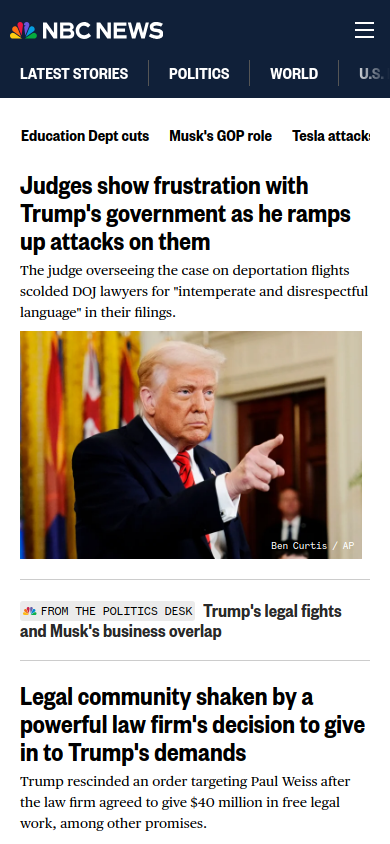 NBC NEWS
LATEST STORIES
POLITICS
WORLD
U.S.
Education Dept cuts
Musk's GOP role
Tesla attacks
Judges show frustration with
Trump's government as he ramps
up attacks on them
The judge overseeing the case on deportation flights
scolded DOJ lawyers for "intemperate and disrespectful
language" in their filings.
Ben Curtis / AP
FROM THE POLITICS DESK Trump's legal fights
and Musk's business overlap
Legal community shaken by a
powerful law firm's decision to give
in to Trump's demands
Trump rescinded an order targeting Paul Weiss after
the law firm agreed to give $40 million in free legal
work, among other promises.